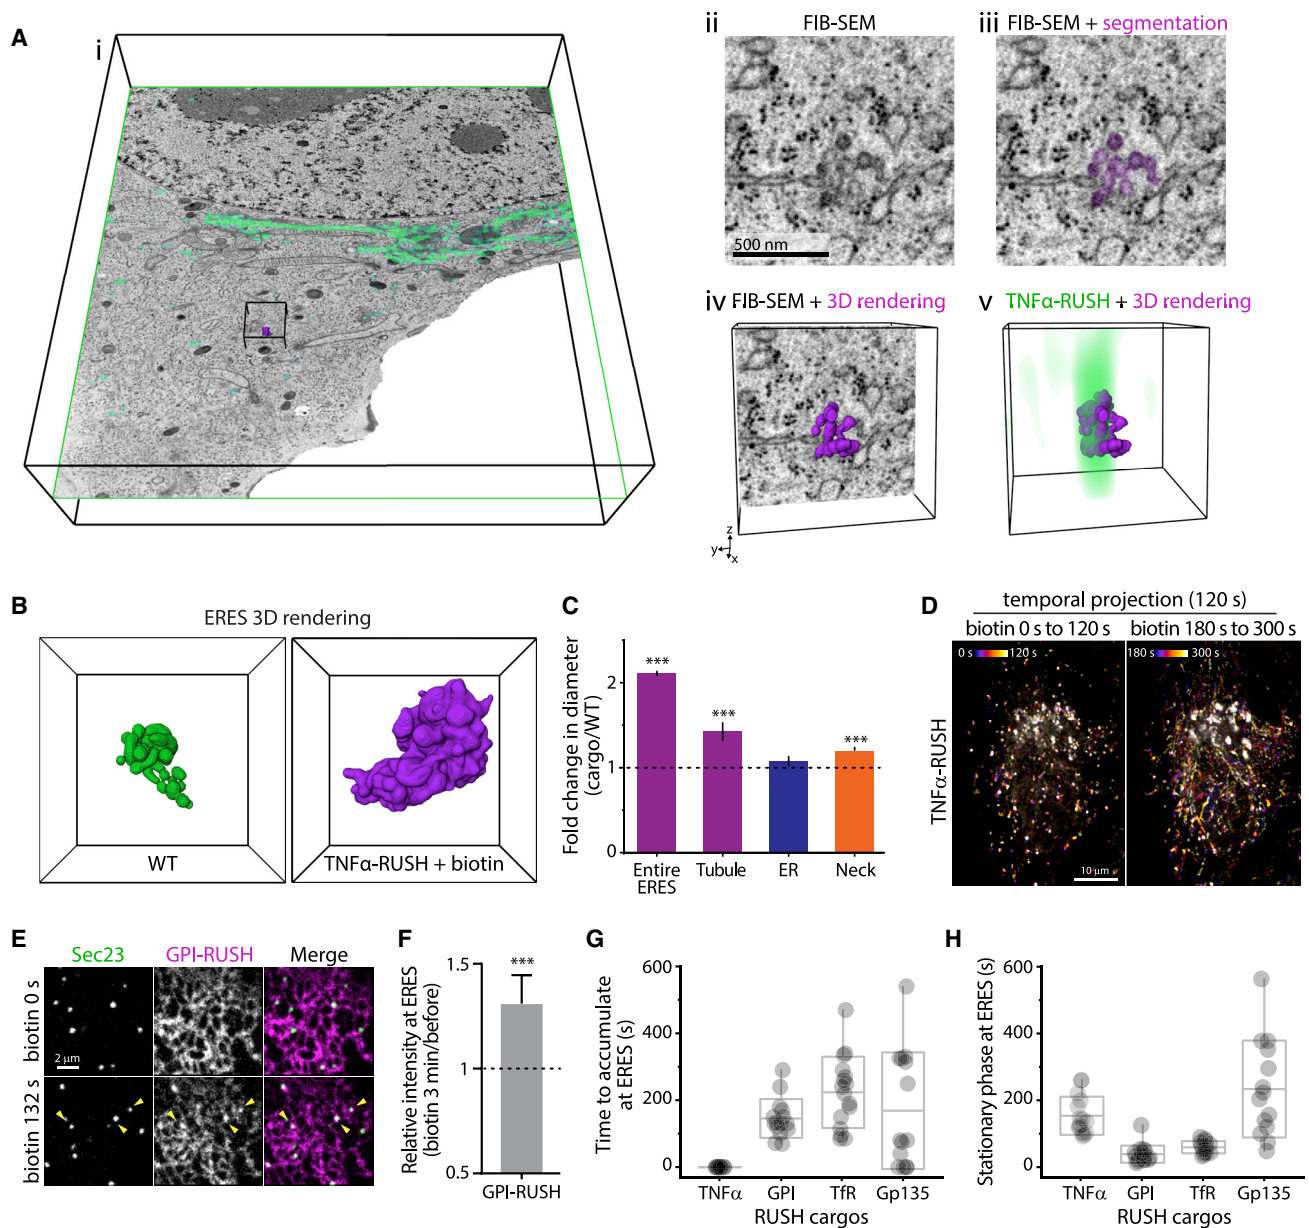 A
i
ii
FIB-SEM
500 nm
iii
FIB-SEM + segmentation
iv
FIB-SEM + 3D rendering
z
y
x
v
TNFα-RUSH + 3D rendering
B
ERES 3D rendering
WT
TNFα-RUSH + biotin
C
Fold change in diameter
(cargo/WT)
2
1
0
***
***
***
Entire
ERES
Tubule
ER
Neck
D
temporal projection (120 s)
biotin 0 s to 120 s
biotin 180 s to 300 s
0 s
120 s
180 s
300 s
TNFα-RUSH
10 μm
E
Sec23
GPI-RUSH
Merge
biotin 0 s
2 μm
biotin 132 s
F
Relative intensity at ERES
(biotin 3 min/before)
1.5
1
0.5
***
GPI-RUSH
G
Time to accumulate
at ERES (s)
600
400
200
0
TNFα
GPI
TfR
Gp135
RUSH cargos
H
Stationary phase at ERES (s)
600
400
200
0
TNFα
GPI
TfR
Gp135
RUSH cargos